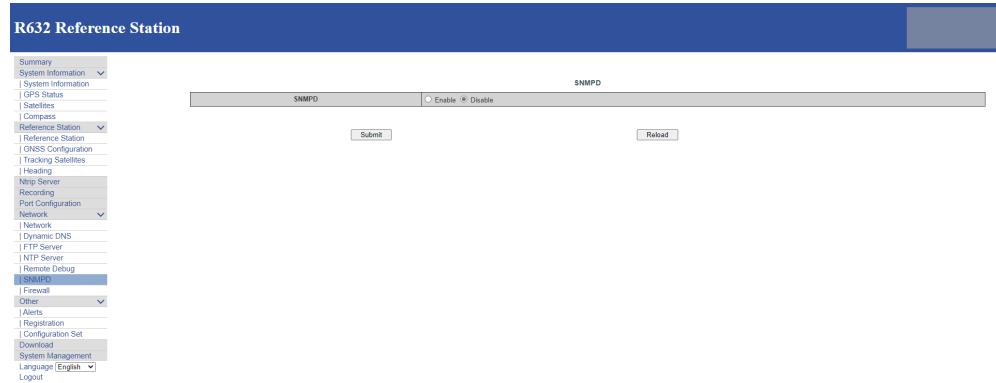 R632 Reference Station
Summary
System Information
| System Information
| GPS Status
| Satellites
| Compass
Reference Station
| Reference Station
| GNSS Configuration
| Tracking Satellites
| Heading
Ntrip Server
Recording
Port Configuration
Network
| Network
| Dynamic DNS
| FTP Server
| NTP Server
| Remote Debug
| SNMPD
| Firewall
Other
| Alerts
| Registration
| Configuration Set
Download
System Management
Language English
Logout
SNMPD
SNMPD Enable Disable
Submit Reload